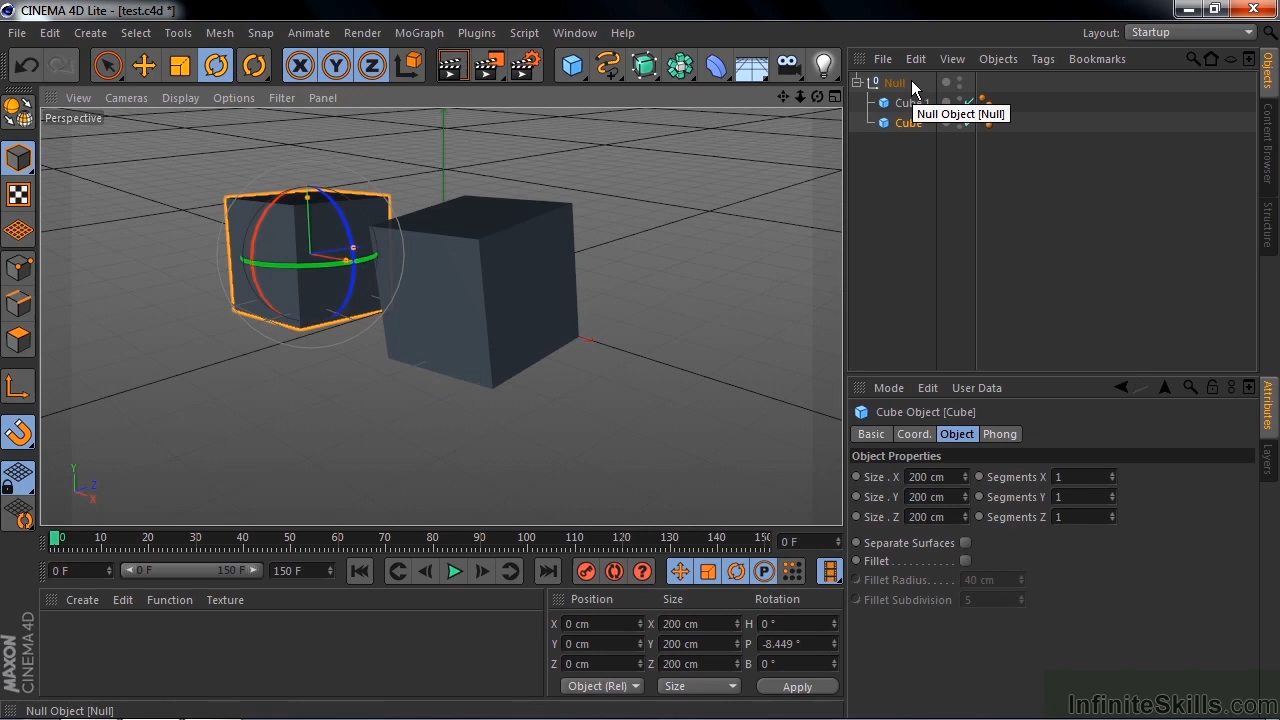 CINEMA 4D Lite - [test.c4d *]
File Edit Create Select Tools Mesh Snap Animate Render MoGraph Plugins Script Window Help Layout: Startup
X Y Z
File Edit View Objects Tags Bookmarks
View Cameras Display Options Filter Panel
Perspective
Null
Cube.1
Cube
Null Object [Null]
Objects
Content Browser
Structure
Y
Z
X
Mode Edit User Data
Cube Object [Cube]
Basic Coord. Object Phong
Object Properties
Size . X 200 cm Segments X 1
Size . Y 200 cm Segments Y 1
Size . Z 200 cm Segments Z 1
Separate Surfaces
Fillet . . . . . . . . . . .
Fillet Radius. . . . . 40 cm
Fillet Subdivision 5
Attributes
Layers
0 10 20 30 40 50 60 70 80 90 100 110 120 130 140 150 0 F
0 F 0 F 150 F 150 F
Create Edit Function Texture
Position Size Rotation
X 0 cm X 200 cm H 0 °
Y 0 cm Y 200 cm P -8.449 °
Z 0 cm Z 200 cm B 0 °
Object (Rel) Size Apply
MAXON
CINEMA 4D
Null Object [Null]
InfiniteSkills.com